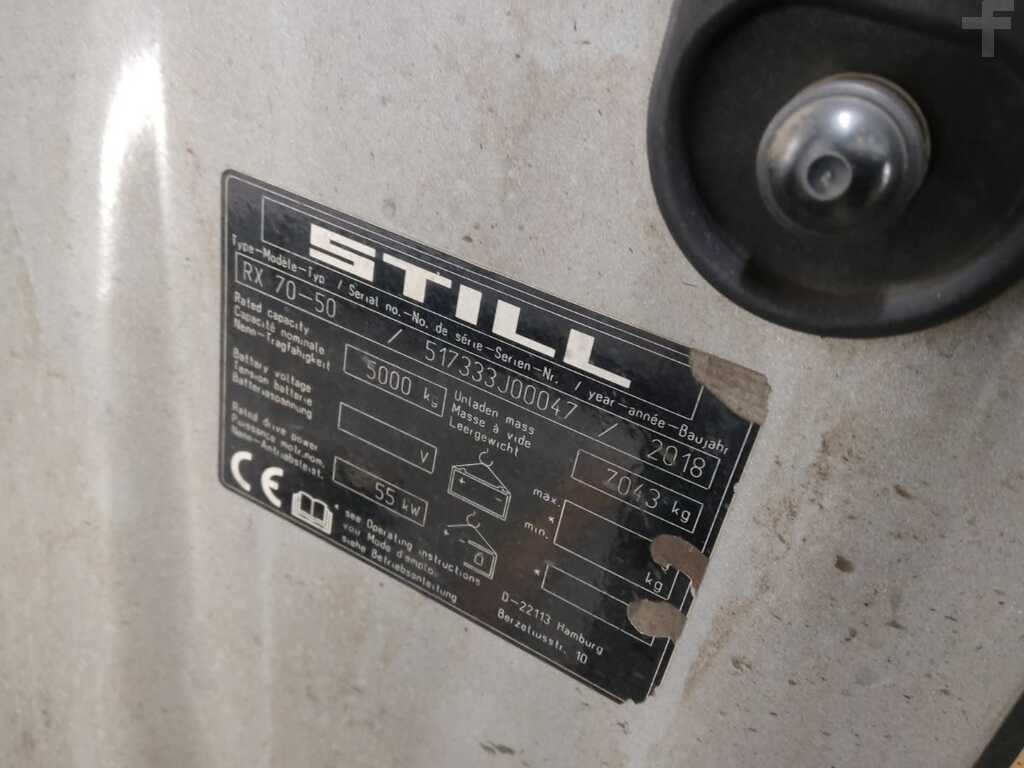 STILL
Type-Modèle-Typ / Serial no.-No. de série-Serien-Nr. / year-année-Baujahr
RX 70-50 / 517333J00047 / 2018
Rated capacity
Capacité nominale
Nenn-Tragfähigkeit
5000 kg
Unladen mass
Masse à vide
Leergewicht
7043 kg
Battery voltage
Tension batterie
Batteriespannung
V
max.
*
min.
kg
Rated drive power
Puissance mot.nom.
Nenn-Antriebsleist.
55 kW
*
kg
CE
* see Operating instructions
voir Mode d'emploi
siehe Betriebsanleitung
D-22113 Hamburg
Berzeliusstr. 10
f